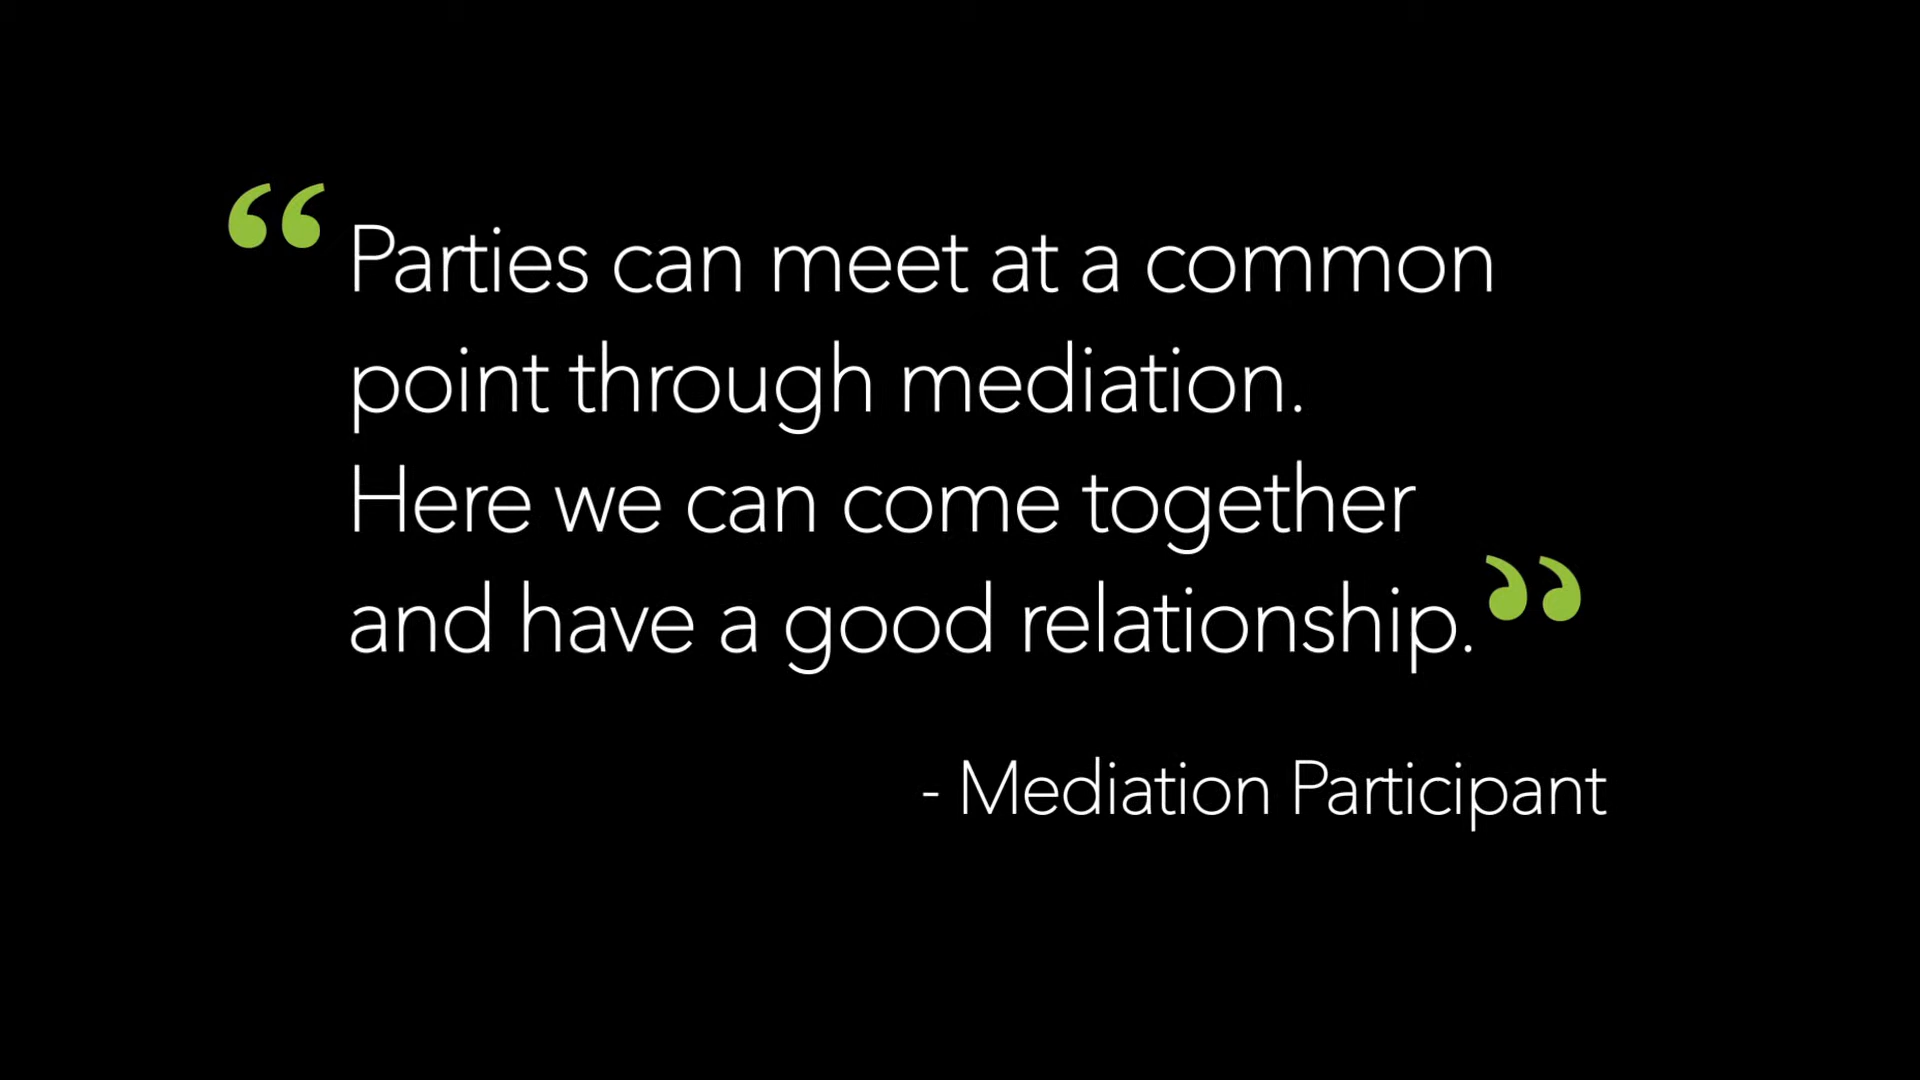 “Parties can meet at a common
point through mediation.
Here we can come together
and have a good relationship.”
- Mediation Participant